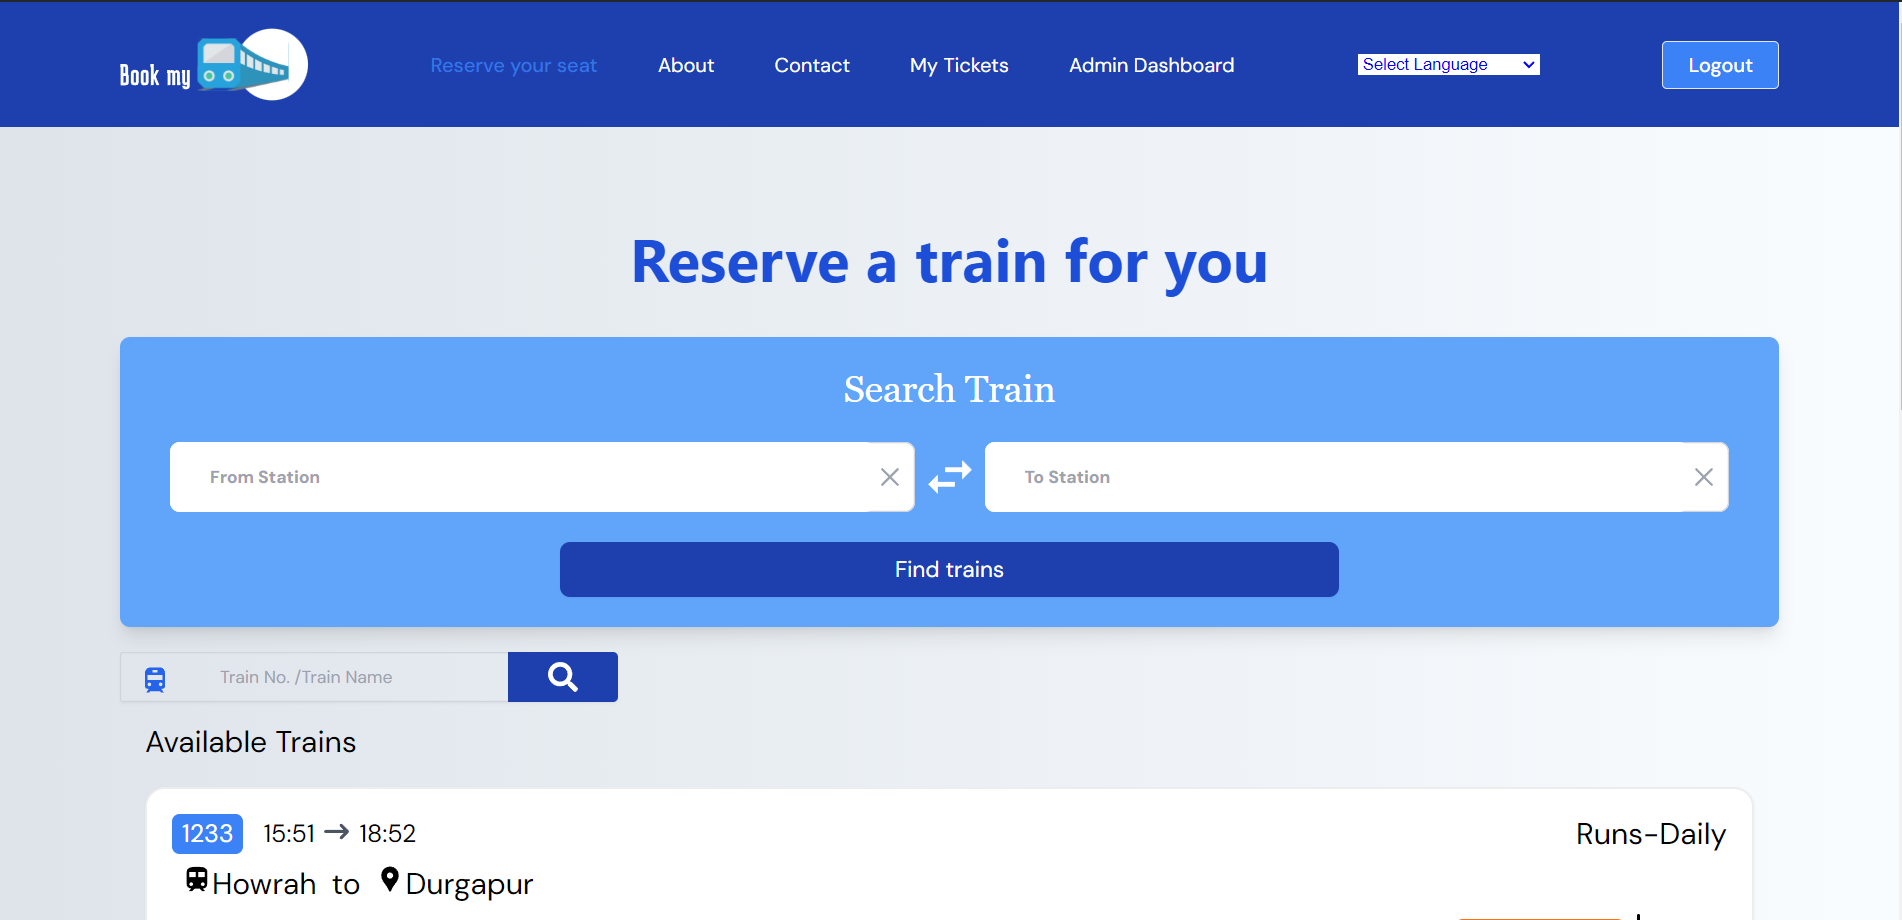 Book my
Reserve your seat
About
Contact
My Tickets
Admin Dashboard
Select Language
Logout
Reserve a train for you
Search Train
From Station
To Station
Find trains
Train No. /Train Name
Available Trains
1233 15:51 → 18:52
Runs-Daily
Howrah to Durgapur